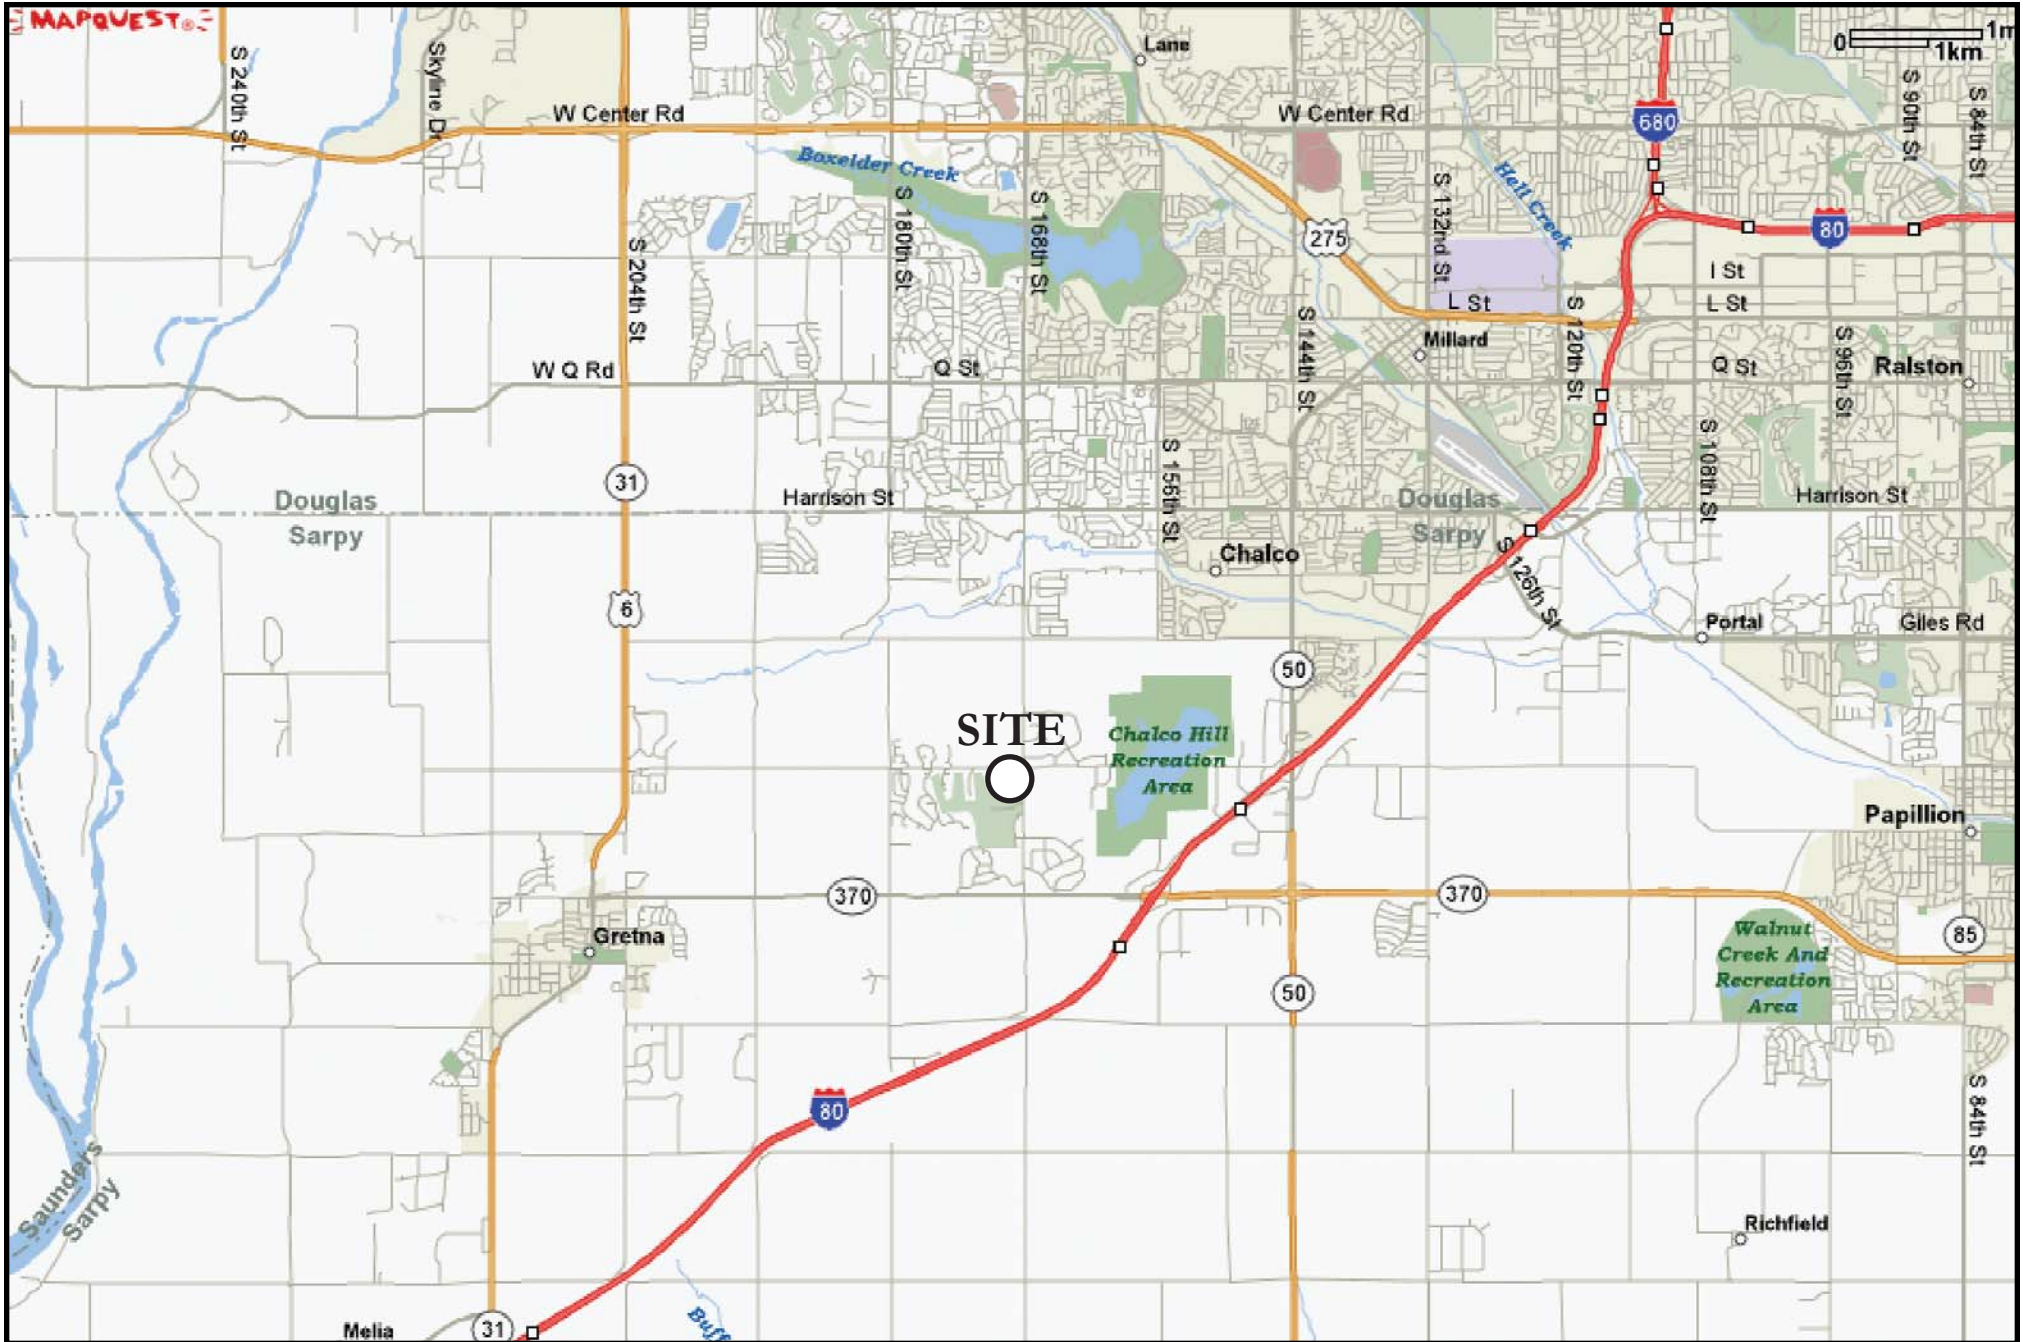 MAPQUEST®
S 240th St
Skyline Dr
Lane
0
1m
1km
S 90th St
S 84th St
W Center Rd
W Center Rd
680
Boxelder Creek
S 180th St
S 168th St
S 132nd St
Hell Creek
275
80
S 204th St
I St
L St
L St
S 144th St
S 120th St
Millard
S 96th St
W Q Rd
Q St
Q St
Ralston
S 156th St
S 108th St
31
Harrison St
Harrison St
Douglas
Sarpy
Douglas
Sarpy
Chalco
S 126th St
6
Portal
Giles Rd
50
SITE
Chalco Hill
Recreation
Area
Papillion
370
370
Gretna
Walnut
Creek And
Recreation
Area
85
50
80
S 84th St
Saunders
Sarpy
Richfield
Melia
31
Buff